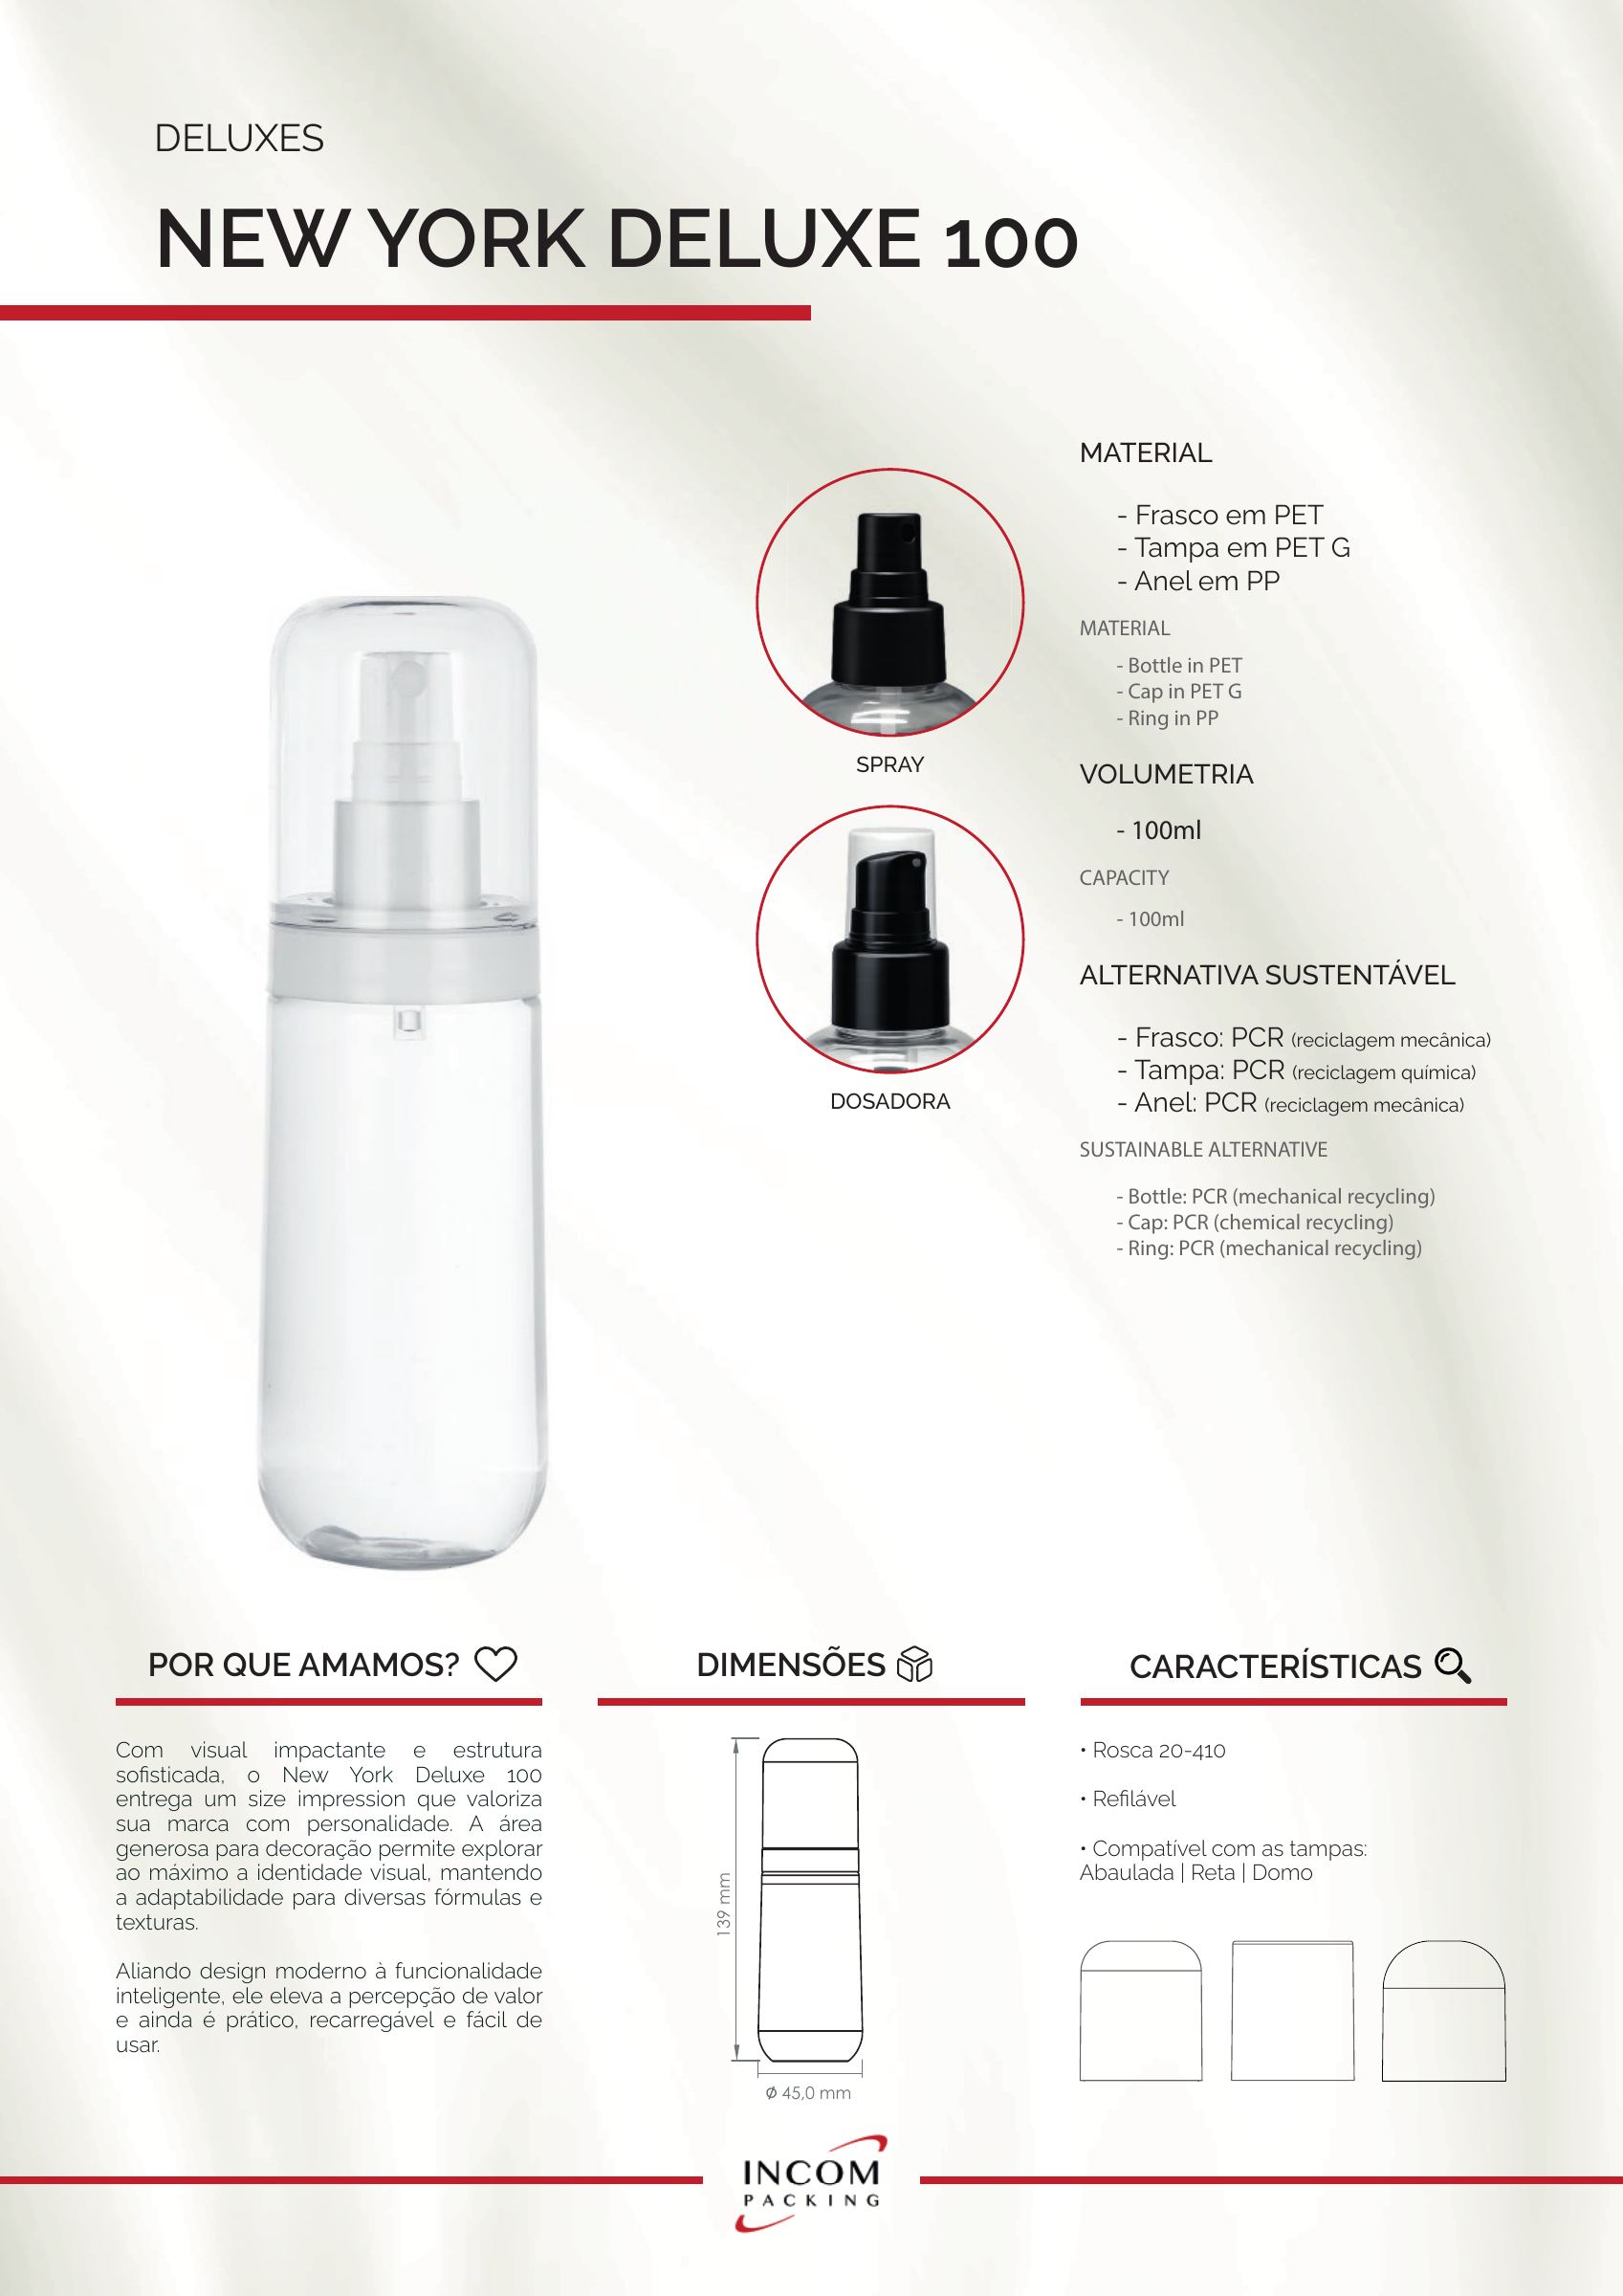 DELUXES
NEW YORK DELUXE 100
SPRAY
DOSADORA
MATERIAL
- Frasco em PET
- Tampa em PET G
- Anel em PP
MATERIAL
- Bottle in PET
- Cap in PET G
- Ring in PP
VOLUMETRIA
- 100ml
CAPACITY
- 100ml
ALTERNATIVA SUSTENTÁVEL
- Frasco: PCR (reciclagem mecânica)
- Tampa: PCR (reciclagem química)
- Anel: PCR (reciclagem mecânica)
SUSTAINABLE ALTERNATIVE
- Bottle: PCR (mechanical recycling)
- Cap: PCR (chemical recycling)
- Ring: PCR (mechanical recycling)
POR QUE AMAMOS?
Com visual impactante e estrutura
sofisticada, o New York Deluxe 100
entrega um size impression que valoriza
sua marca com personalidade. A área
generosa para decoração permite explorar
ao máximo a identidade visual, mantendo
a adaptabilidade para diversas fórmulas e
texturas.
Aliando design moderno à funcionalidade
inteligente, ele eleva a percepção de valor
e ainda é prático, recarregável e fácil de
usar.
DIMENSÕES
139 mm
Ø 45,0 mm
CARACTERÍSTICAS
• Rosca 20-410
• Refilável
• Compatível com as tampas:
Abaulada | Reta | Domo
INCOM
PACKING